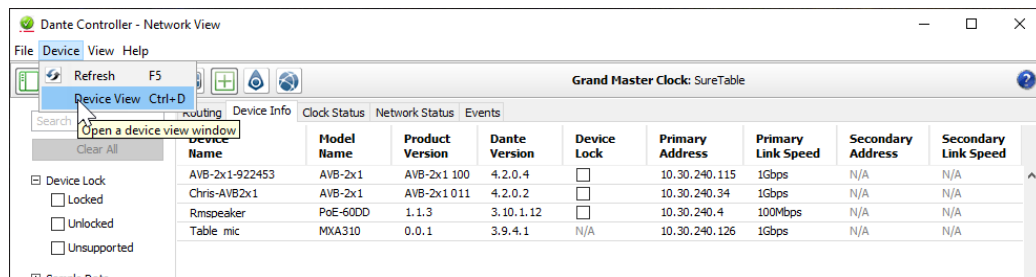 Dante Controller - Network View
File Device View Help
Refresh F5
Device View Ctrl+D
Open a device view window
Grand Master Clock: SureTable
?
Search
Clear All
Device Lock
Locked
Unlocked
Unsupported
Routing Device Info Clock Status Network Status Events
Device Name Model Name Product Version Dante Version Device Lock Primary Address Primary Link Speed Secondary Address Secondary Link Speed
AVB-2x1-922453 AVB-2x1 AVB-2x1 100 4.2.0.4 10.30.240.115 1Gbps N/A N/A
Chris-AVB2x1 AVB-2x1 AVB-2x1 011 4.2.0.2 10.30.240.34 1Gbps N/A N/A
Rmspeaker PoE-60DD 1.1.3 3.10.1.12 10.30.240.4 100Mbps N/A N/A
Table mic MXA310 0.0.1 3.9.4.1 N/A 10.30.240.126 1Gbps N/A N/A